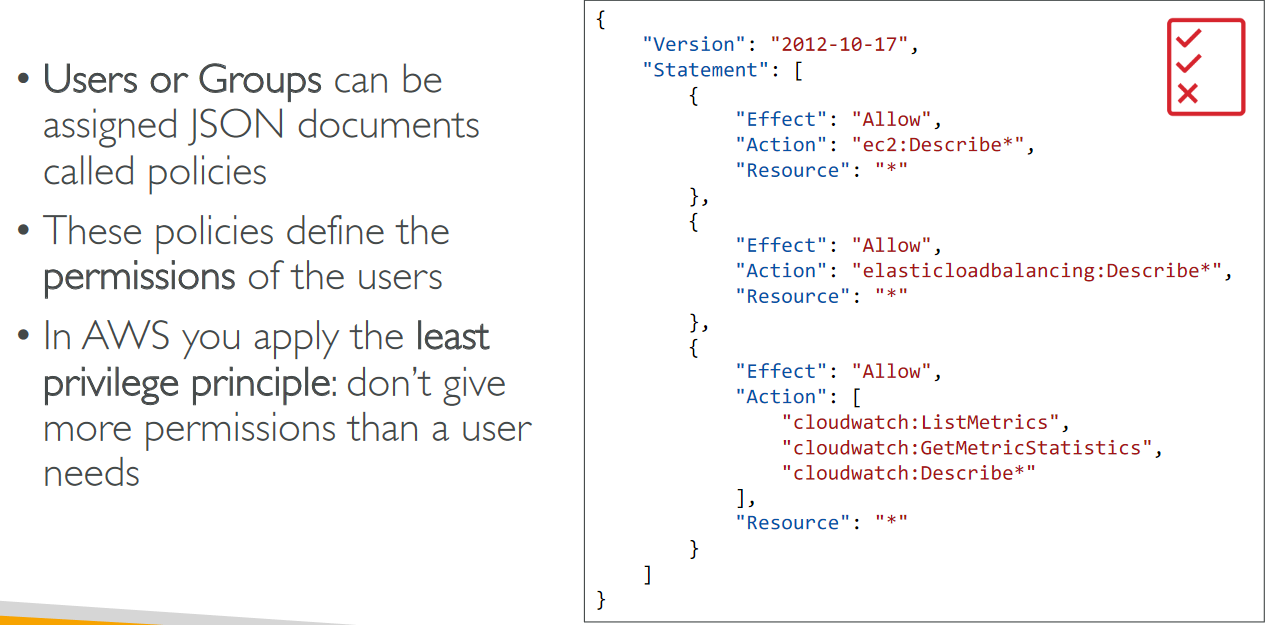 • Users or Groups can be
assigned JSON documents
called policies
• These policies define the
permissions of the users
• In AWS you apply the least
privilege principle: don't give
more permissions than a user
needs
{
    "Version": "2012-10-17",
    "Statement": [
        {
            "Effect": "Allow",
            "Action": "ec2:Describe*",
            "Resource": "*"
        },
        {
            "Effect": "Allow",
            "Action": "elasticloadbalancing:Describe*",
            "Resource": "*"
        },
        {
            "Effect": "Allow",
            "Action": [
                "cloudwatch:ListMetrics",
                "cloudwatch:GetMetricStatistics",
                "cloudwatch:Describe*"
            ],
            "Resource": "*"
        }
    ]
}